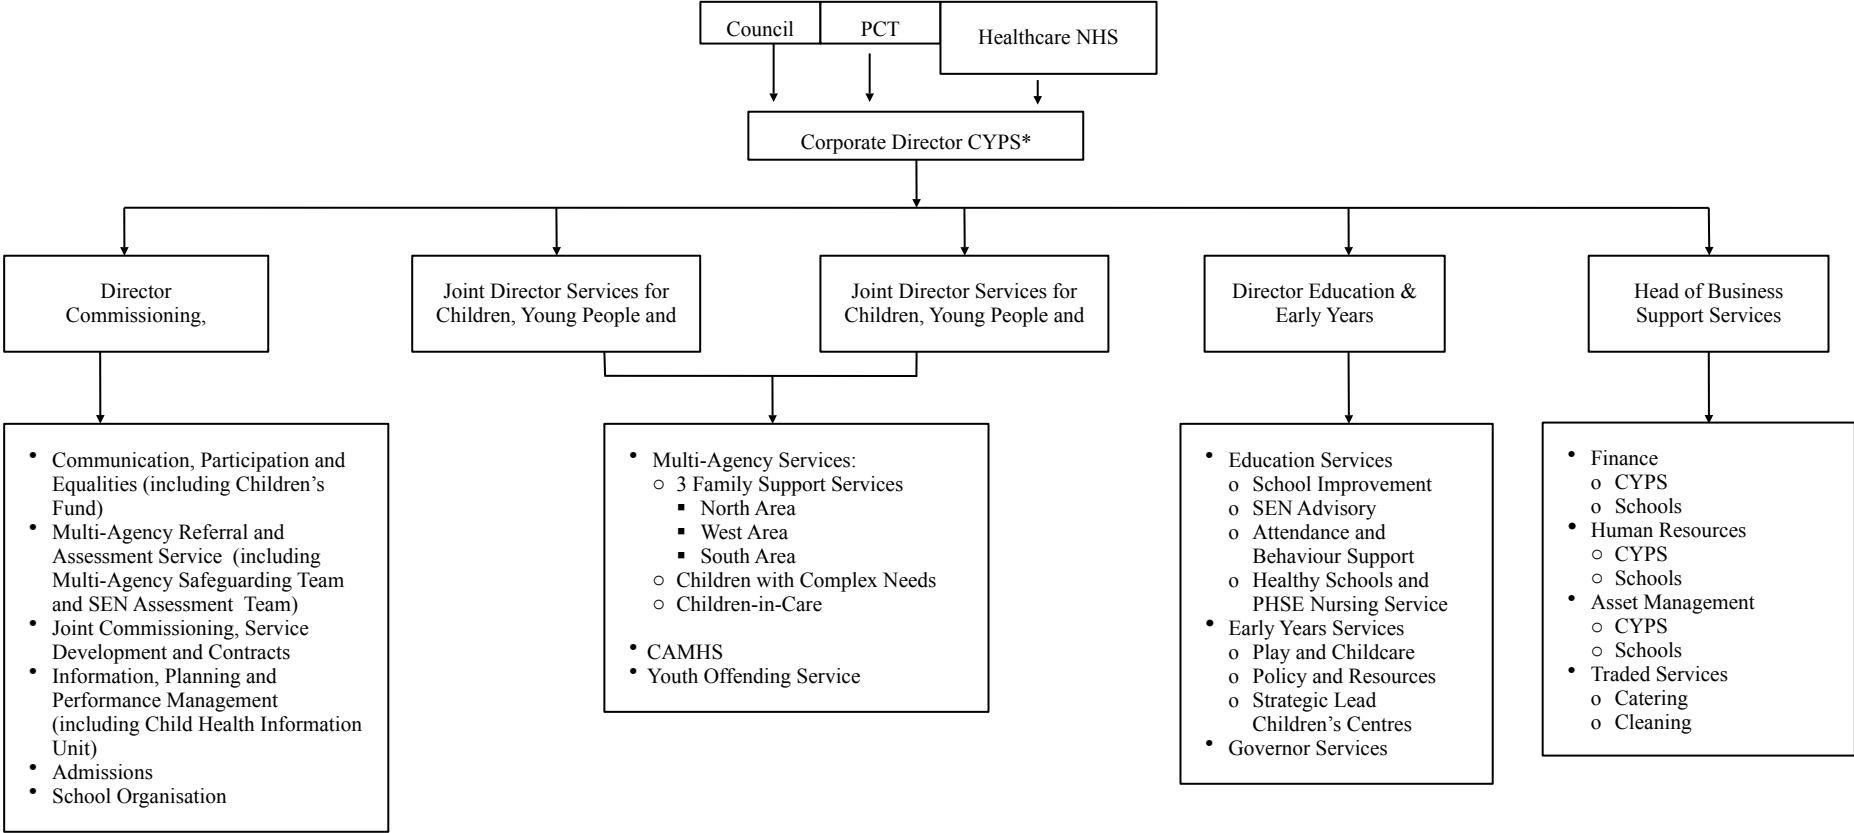 Council
PCT
Healthcare NHS
Corporate Director CYPS*
Director
Commissioning,
Joint Director Services for
Children, Young People and
Joint Director Services for
Children, Young People and
Director Education &
Early Years
Head of Business
Support Services
• Communication, Participation and
Equalities (including Children’s
Fund)
• Multi-Agency Referral and
Assessment Service (including
Multi-Agency Safeguarding Team
and SEN Assessment Team)
• Joint Commissioning, Service
Development and Contracts
• Information, Planning and
Performance Management
(including Child Health Information
Unit)
• Admissions
• School Organisation
• Multi-Agency Services:
○ 3 Family Support Services
▪ North Area
▪ West Area
▪ South Area
○ Children with Complex Needs
○ Children-in-Care
• CAMHS
• Youth Offending Service
• Education Services
o School Improvement
o SEN Advisory
o Attendance and
Behaviour Support
o Healthy Schools and
PHSE Nursing Service
• Early Years Services
o Play and Childcare
o Policy and Resources
o Strategic Lead
Children’s Centres
• Governor Services
• Finance
o CYPS
o Schools
• Human Resources
○ CYPS
○ Schools
• Asset Management
○ CYPS
○ Schools
• Traded Services
o Catering
o Cleaning